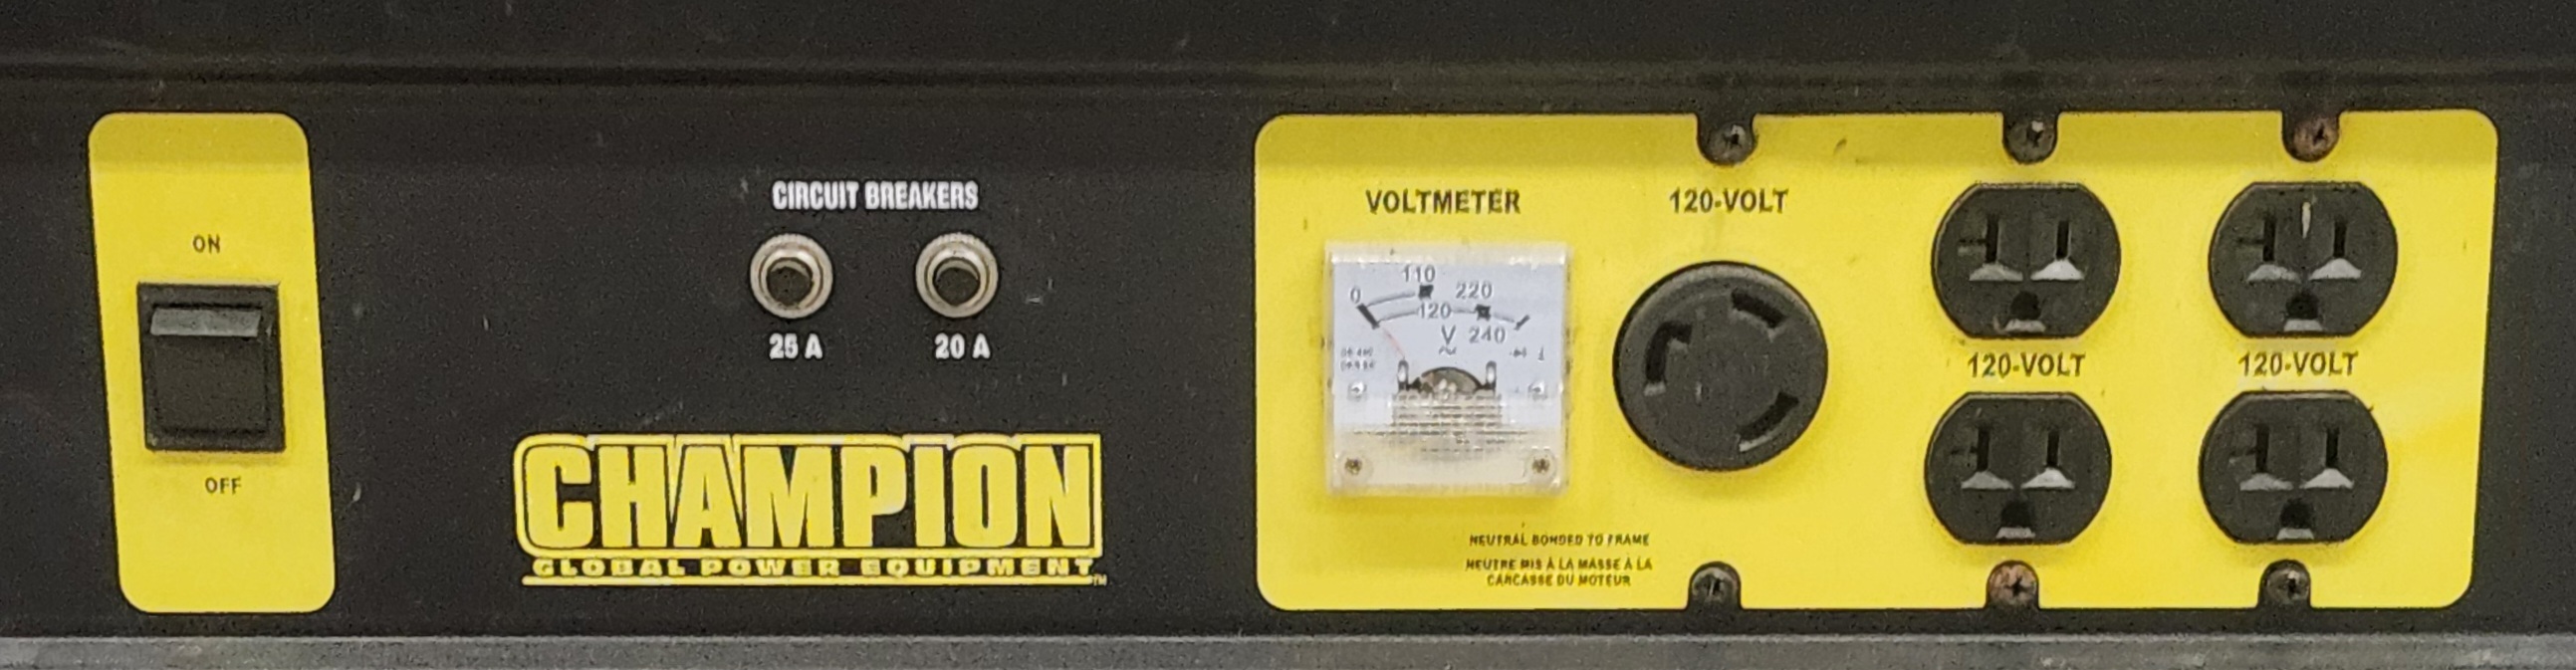 ON
OFF
CIRCUIT BREAKERS
25 A
20 A
CHAMPION
GLOBAL POWER EQUIPMENT
TM
VOLTMETER
0
110
220
120
240
V
120-VOLT
120-VOLT
120-VOLT
NEUTRAL BONDED TO FRAME
NEUTRE MIS À LA MASSE À LA
CARCASSE DU MOTEUR